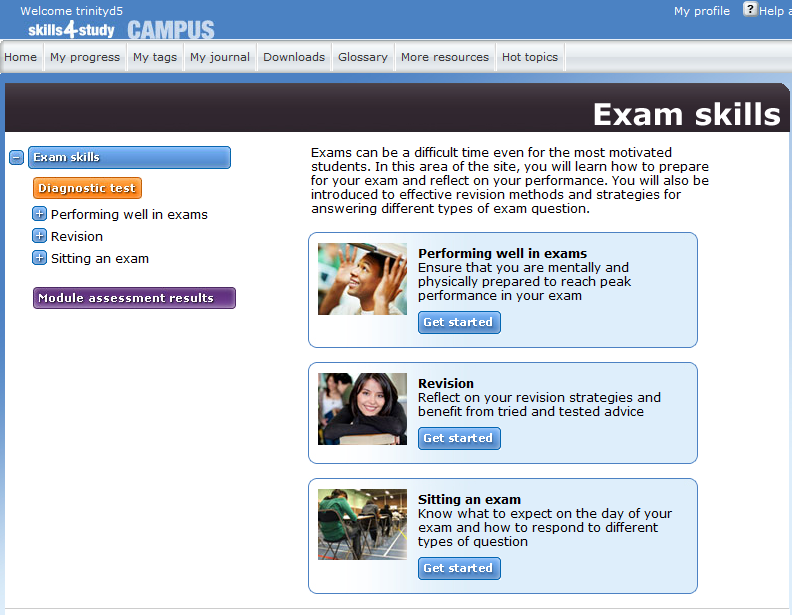 Welcome trinityd5
My profile
? Help a
skills4study CAMPUS
Home
My progress
My tags
My journal
Downloads
Glossary
More resources
Hot topics
Exam skills
Exam skills
Diagnostic test
Performing well in exams
Revision
Sitting an exam
Module assessment results
Exams can be a difficult time even for the most motivated
students. In this area of the site, you will learn how to prepare
for your exam and reflect on your performance. You will also be
introduced to effective revision methods and strategies for
answering different types of exam question.
Performing well in exams
Ensure that you are mentally and
physically prepared to reach peak
performance in your exam
Get started
Revision
Reflect on your revision strategies and
benefit from tried and tested advice
Get started
Sitting an exam
Know what to expect on the day of your
exam and how to respond to different
types of question
Get started